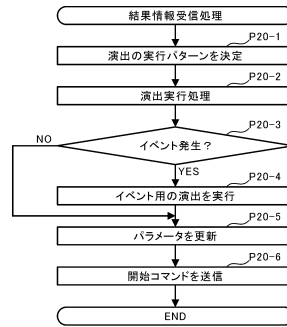 結果情報受信処理
P20-1
演出の実行パターンを決定
P20-2
演出実行処理
P20-3
イベント発生？
NO
YES
P20-4
イベント用の演出を実行
P20-5
パラメータを更新
P20-6
開始コマンドを送信
END